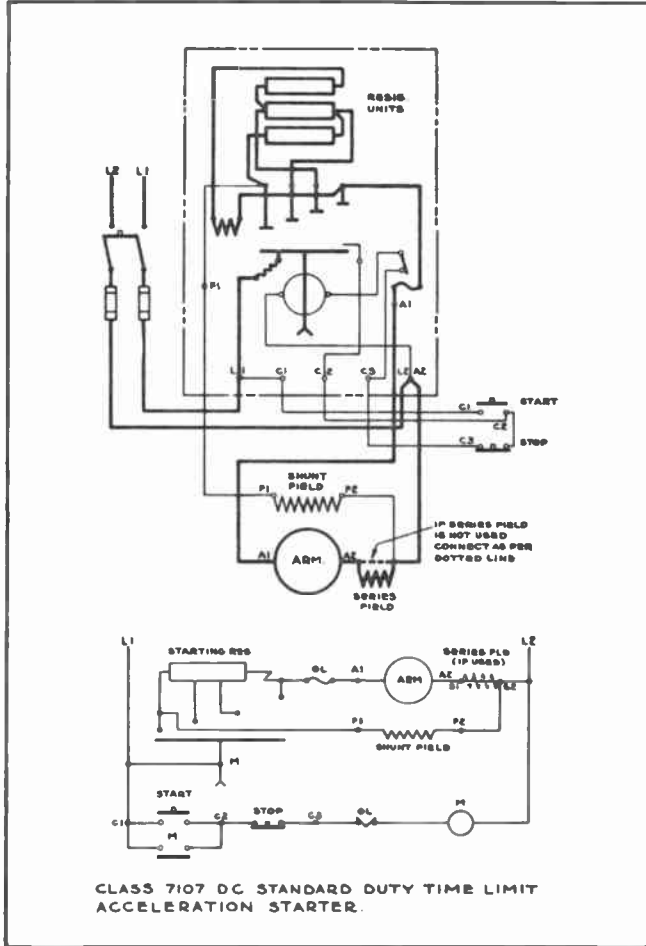 RESIS.
UNITS
L2 L1
F1
A1
L1 C1 C2 C3 L2 A2
C1 START
C2
C3 STOP
SHUNT
FIELD
F1 F2
IF SERIES FIELD
IS NOT USED
CONNECT AS PER
DOTTED LINE
A1 ARM. A2
SERIES
FIELD
L1 L2
STARTING RES
OL A1 ARM A2
SERIES FLD
(IF USED)
S1 S2
F1 F2
SHUNT FIELD
M
START
C1 C2 STOP C3 OL M
M
CLASS 7107 DC STANDARD DUTY TIME LIMIT
ACCELERATION STARTER.